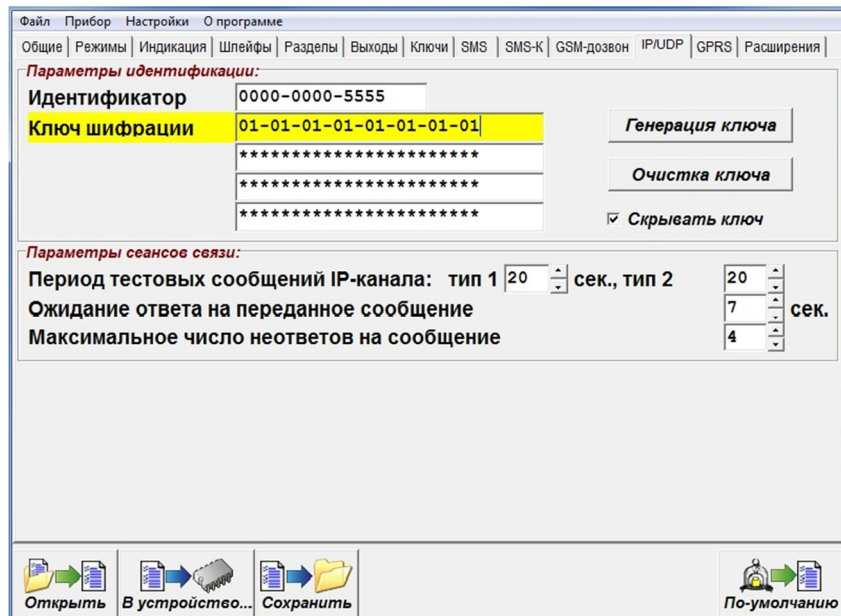 Файл Прибор Настройки О программе
Общие Режимы Индикация Шлейфы Разделы Выходы Ключи SMS SMS-К GSM-дозвон IP/UDP GPRS Расширения
Параметры идентификации:
Идентификатор 0000-0000-5555
Ключ шифрации 01-01-01-01-01-01-01-01
Генерация ключа
***********************
Очистка ключа
***********************
***********************
Скрывать ключ
Параметры сеансов связи:
Период тестовых сообщений IP-канала: тип 1 20 сек., тип 2 20
Ожидание ответа на переданное сообщение 7 сек.
Максимальное число неответов на сообщение 4
Открыть В устройство... Сохранить По-умолчанию